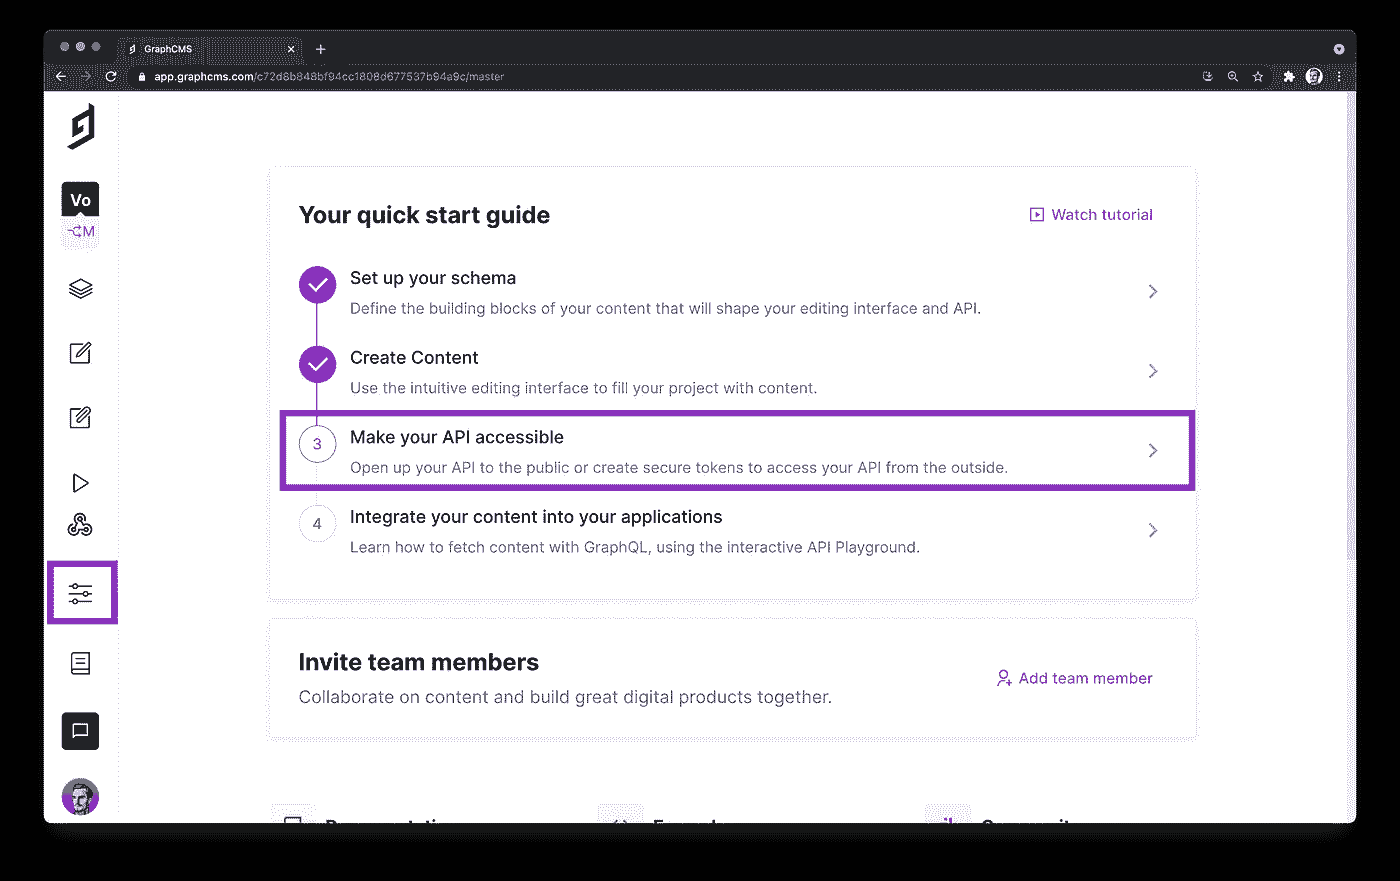 GraphCMS
app.graphcms.com/c72d8b848bf94cc1808d677537b94a9c/master
Vo
M
Your quick start guide
Watch tutorial
Set up your schema
Define the building blocks of your content that will shape your editing interface and API.
Create Content
Use the intuitive editing interface to fill your project with content.
3
Make your API accessible
Open up your API to the public or create secure tokens to access your API from the outside.
4
Integrate your content into your applications
Learn how to fetch content with GraphQL, using the interactive API Playground.
Invite team members
Collaborate on content and build great digital products together.
Add team member